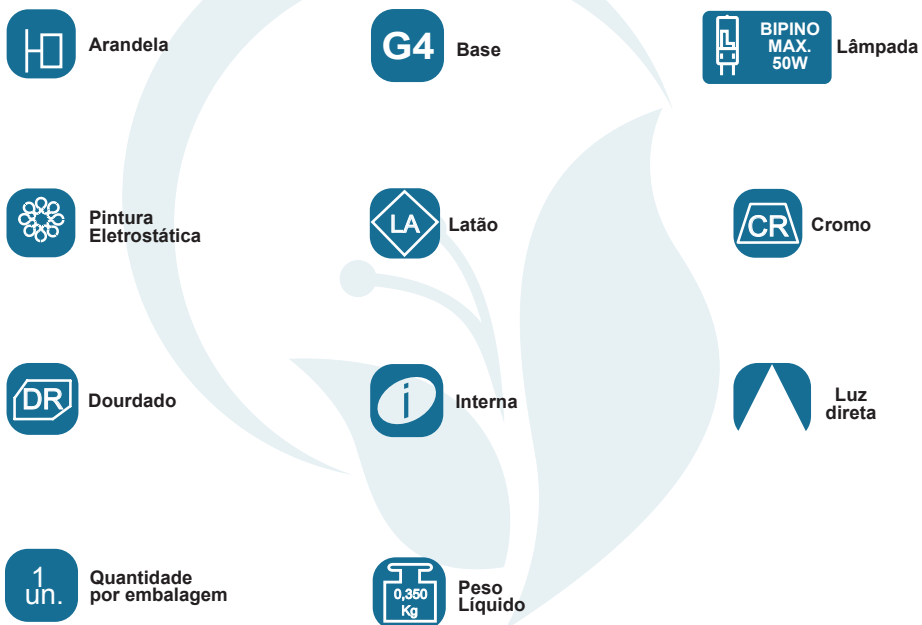 Arandela
G4
Base
BIPINO
MAX.
50W
Lâmpada
Pintura
Eletrostática
LA
Latão
CR
Cromo
DR
Dourdado
i
Interna
Luz
direta
1
un.
Quantidade
por embalagem
0,350
Kg
Peso
Líquido